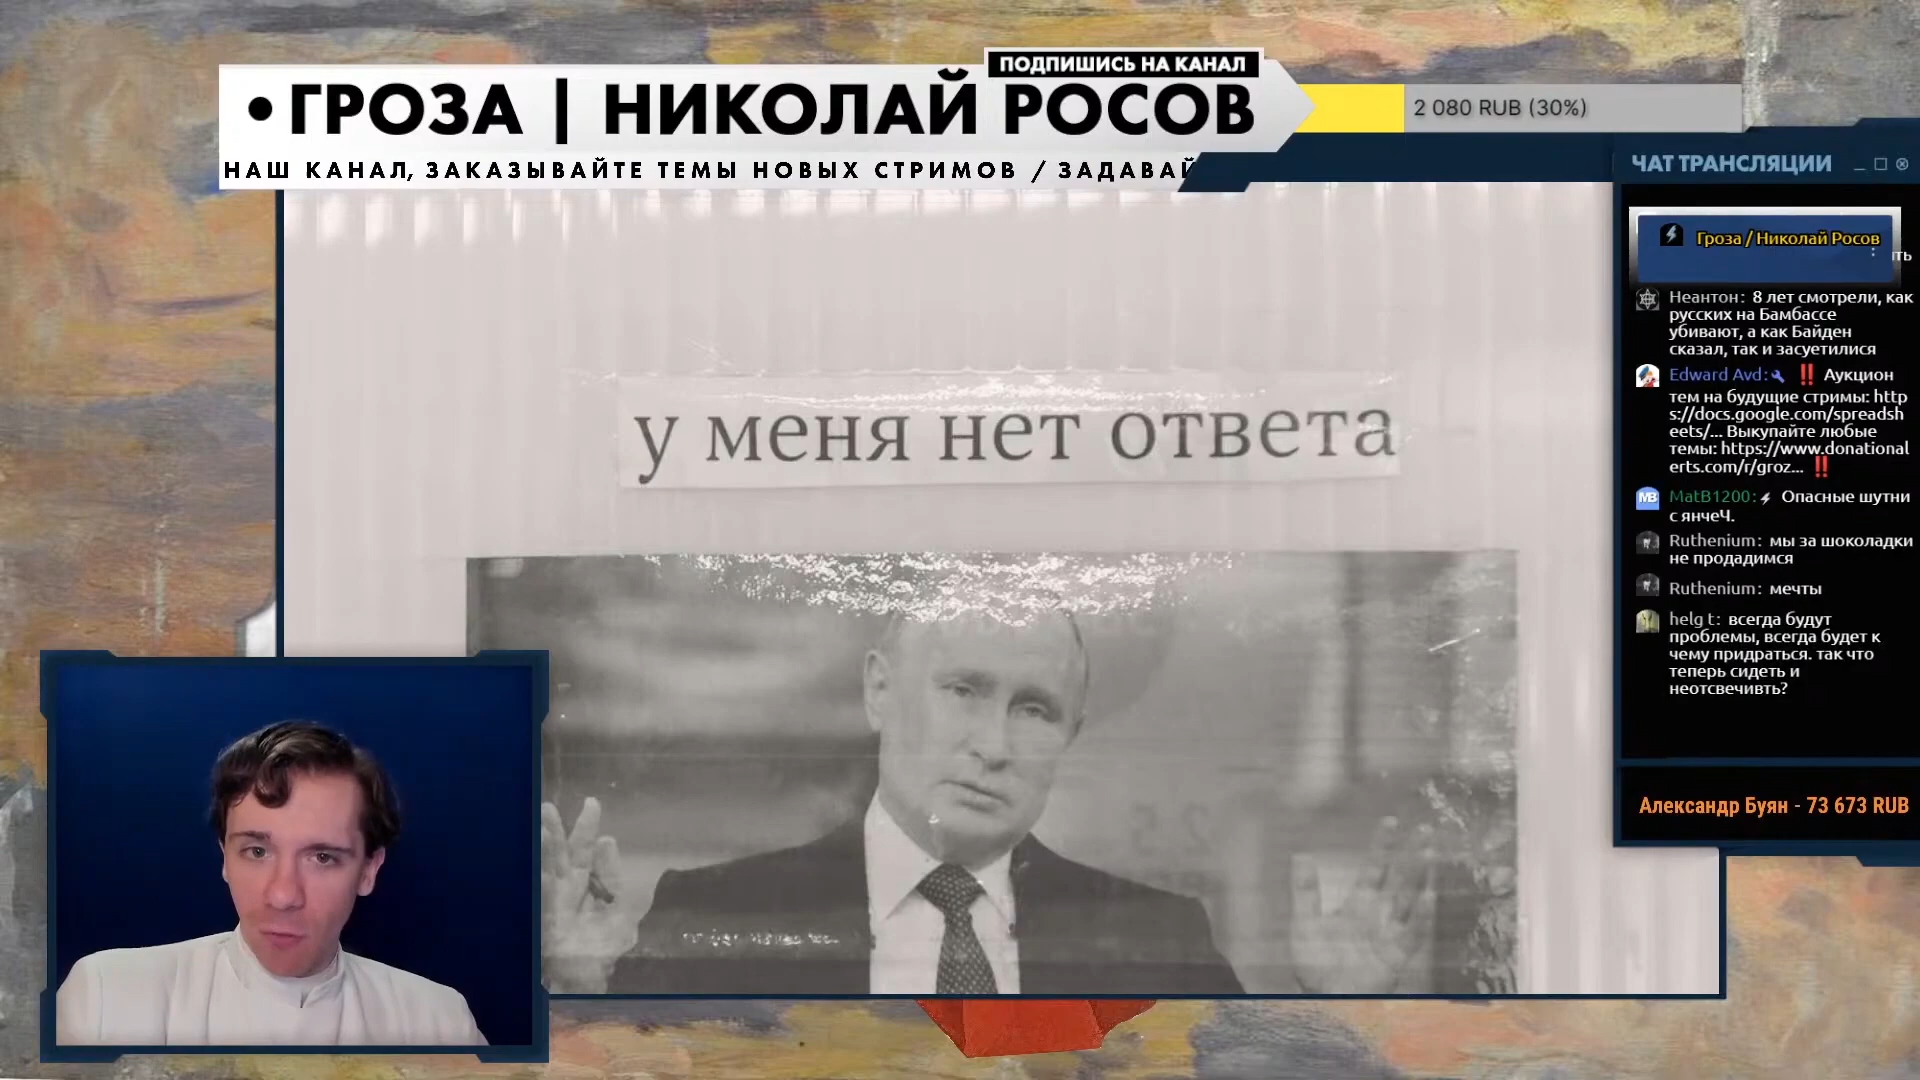 ПОДПИШИСЬ НА КАНАЛ
• ГРОЗА | НИКОЛАЙ РОСОВ
2 080 RUB (30%)
НАШ КАНАЛ, ЗАКАЗЫВАЙТЕ ТЕМЫ НОВЫХ СТРИМОВ / ЗАДАВАЙ
у меня нет ответа
ЧАТ ТРАНСЛЯЦИИ
Гроза / Николай Росов
ть
Неантон: 8 лет смотрели, как
русских на Бамбассе
убивают, а как Байден
сказал, так и засуетилися
Edward Avd: ‼ Аукцион
тем на будущие стримы: http
s://docs.google.com/spreadsh
eets/... Выкупайте любые
темы: https://www.donational
erts.com/r/groz... ‼
MatB1200: Опасные шутни
с янчеЧ.
Ruthenium: мы за шоколадки
не продадимся
Ruthenium: мечты
helg t: всегда будут
проблемы, всегда будет к
чему придраться. так что
теперь сидеть и
неотсвечивть?
Александр Буян - 73 673 RUB